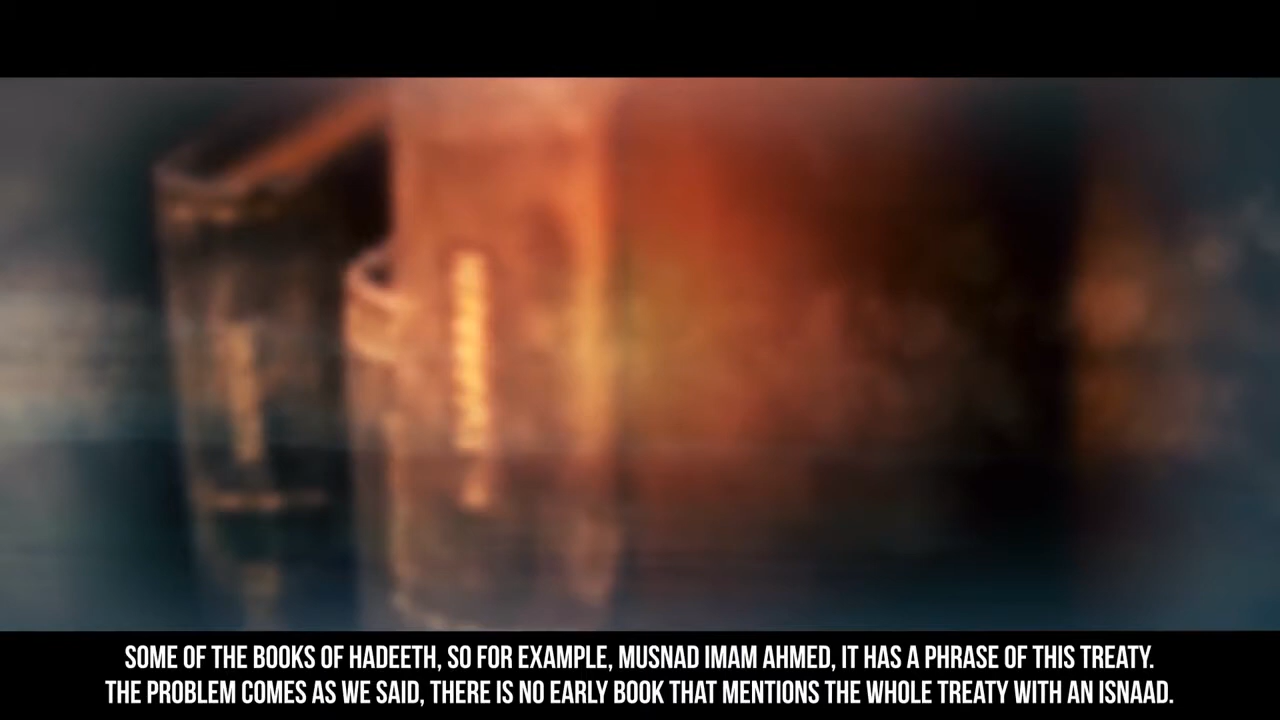 SOME OF THE BOOKS OF HADEETH, SO FOR EXAMPLE, MUSNAD IMAM AHMED, IT HAS A PHRASE OF THIS TREATY.
THE PROBLEM COMES AS WE SAID, THERE IS NO EARLY BOOK THAT MENTIONS THE WHOLE TREATY WITH AN ISNAAD.